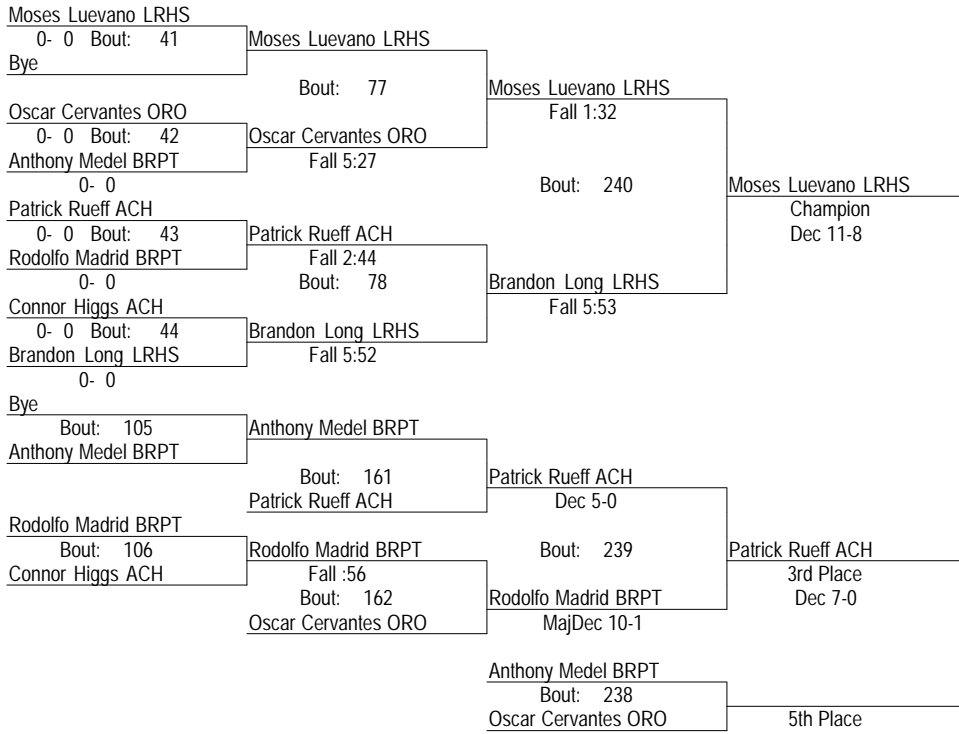 Moses Luevano LRHS
0- 0 Bout: 41
Moses Luevano LRHS
Bye
Bout: 77
Moses Luevano LRHS
Oscar Cervantes ORO
Fall 1:32
0- 0 Bout: 42
Oscar Cervantes ORO
Anthony Medel BRPT
Fall 5:27
0- 0
Bout: 240
Moses Luevano LRHS
Patrick Rueff ACH
Champion
0- 0 Bout: 43
Patrick Rueff ACH
Dec 11-8
Rodolfo Madrid BRPT
Fall 2:44
0- 0
Bout: 78
Brandon Long LRHS
Connor Higgs ACH
Fall 5:53
0- 0 Bout: 44
Brandon Long LRHS
Brandon Long LRHS
Fall 5:52
0- 0
Bye
Bout: 105
Anthony Medel BRPT
Anthony Medel BRPT
Bout: 161
Patrick Rueff ACH
Patrick Rueff ACH
Dec 5-0
Rodolfo Madrid BRPT
Bout: 106
Rodolfo Madrid BRPT
Bout: 239
Patrick Rueff ACH
Connor Higgs ACH
Fall :56
3rd Place
Bout: 162
Rodolfo Madrid BRPT
Dec 7-0
Oscar Cervantes ORO
MajDec 10-1
Anthony Medel BRPT
Bout: 238
Oscar Cervantes ORO
5th Place